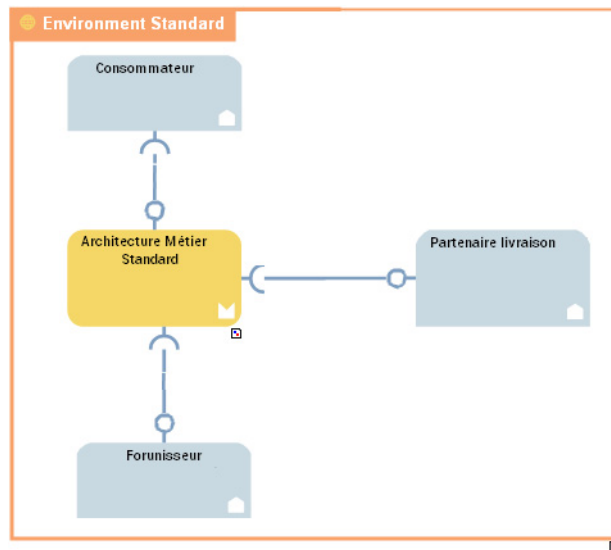 Environment Standard
Consommateur
Architecture Métier
Standard
Partenaire livraison
Forunisseur